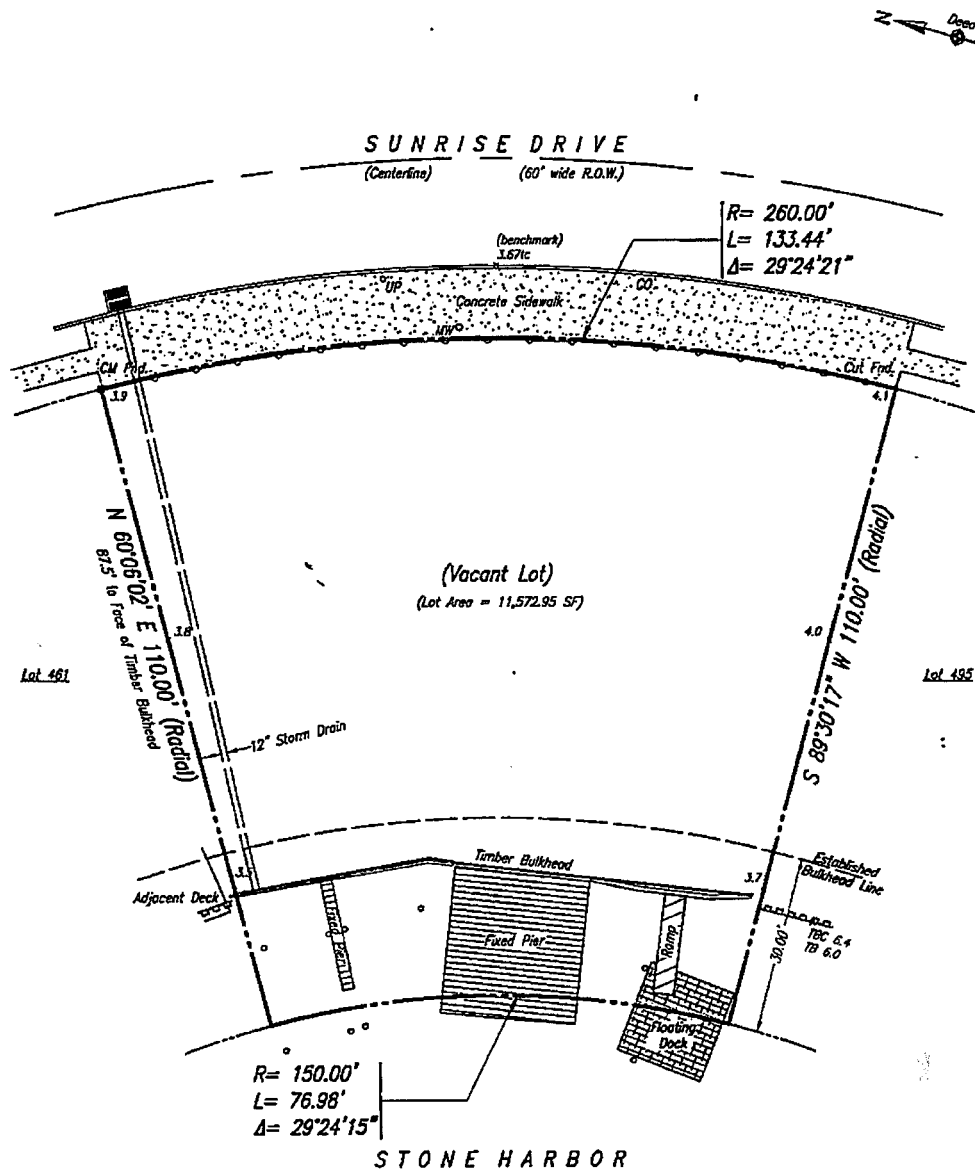 N
Deed
SUNRISE DRIVE
(Centerline) (60' wide R.O.W.)
R= 260.00'
L= 133.44'
Δ= 29°24'21"
(benchmark)
3.67tc
UP
CO
Concrete Sidewalk
MW
CM Fnd.
Cut Fnd.
3.9
4.1
N 60°06'02" E 110.00' (Radial)
87.5' to Face of Timber Bulkhead
(Vacant Lot)
(Lot Area = 11,572.95 SF)
S 89°30'17" W 110.00' (Radial)
3.8
4.0
Lot 461
Lot 495
12" Storm Drain
Timber Bulkhead
Established
Bulkhead Line
Adjacent Deck
3.7
TBC 6.4
TB 6.0
30.00'
Fixed Pier
Fixed Pier
Ramp
Floating
Dock
R= 150.00'
L= 76.98'
Δ= 29°24'15"
STONE HARBOR